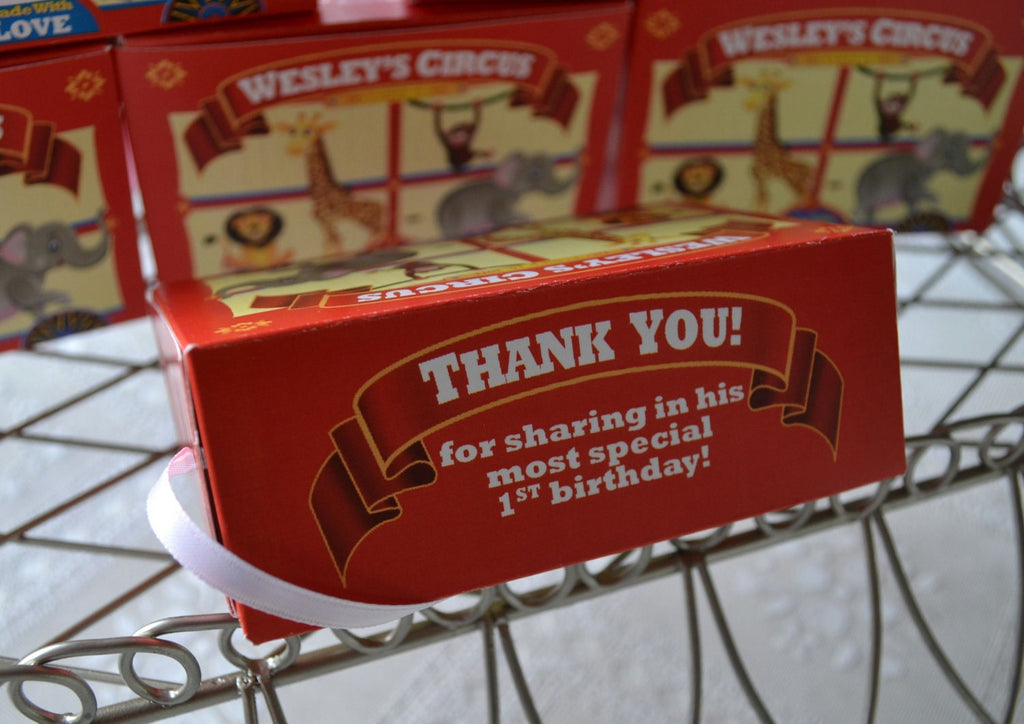 ade With
LOVE
WESLEY'S CIRCUS
WESLEY'S CIRCUS
S
WESLEY'S
WESLEY'S CIRCUS
THANK YOU!
for sharing in his
most special
1ST birthday!